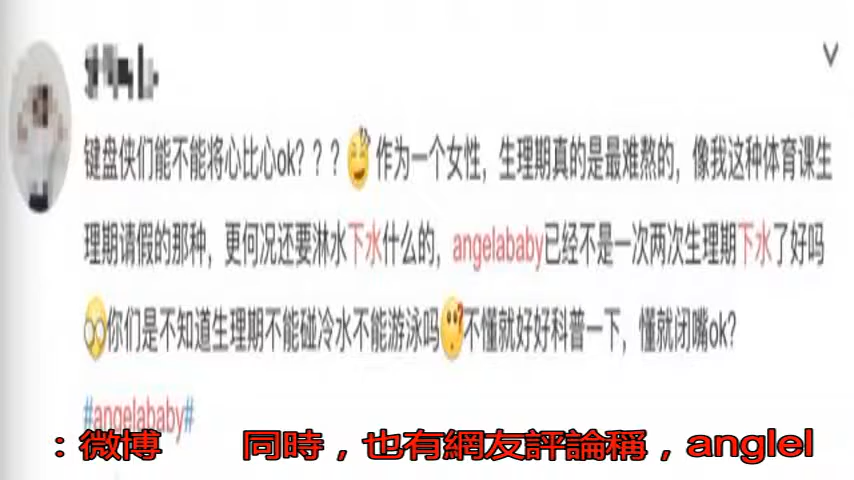 键盘侠们能不能将心比心ok？？？作为一个女性，生理期真的是最难熬的，像我这种体育课生
理期请假的那种，更何况还要淋水下水什么的，angelababy已经不是一次两次生理期下水了好吗
你们是不知道生理期不能碰冷水不能游泳吗不懂就好好科普一下，懂就闭嘴ok？
#angelababy#
：微博 同時，也有網友評論稱，anglel